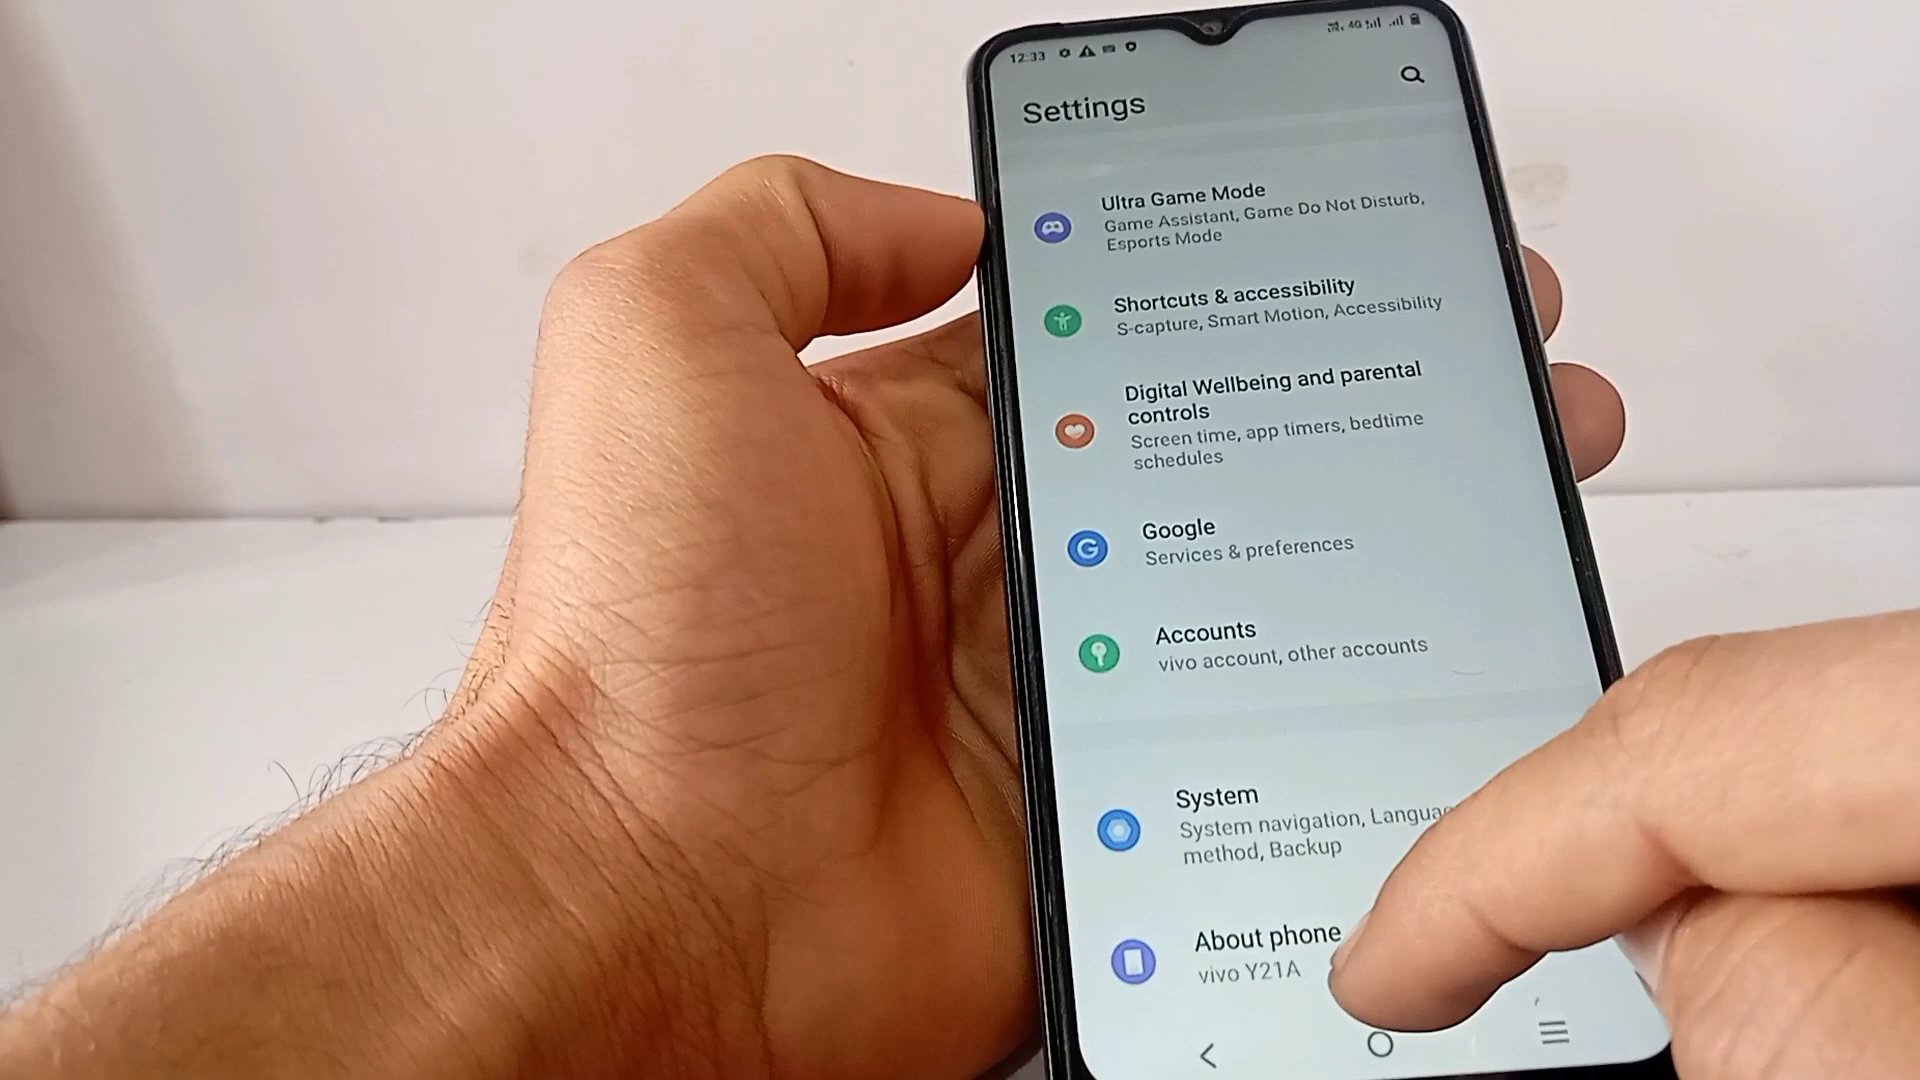 12:33
4G
Settings
Ultra Game Mode
Game Assistant, Game Do Not Disturb,
Esports Mode
Shortcuts & accessibility
S-capture, Smart Motion, Accessibility
Digital Wellbeing and parental
controls
Screen time, app timers, bedtime
schedules
Google
Services & preferences
Accounts
vivo account, other accounts
System
System navigation,
method, Backup
About phone
vivo Y21A